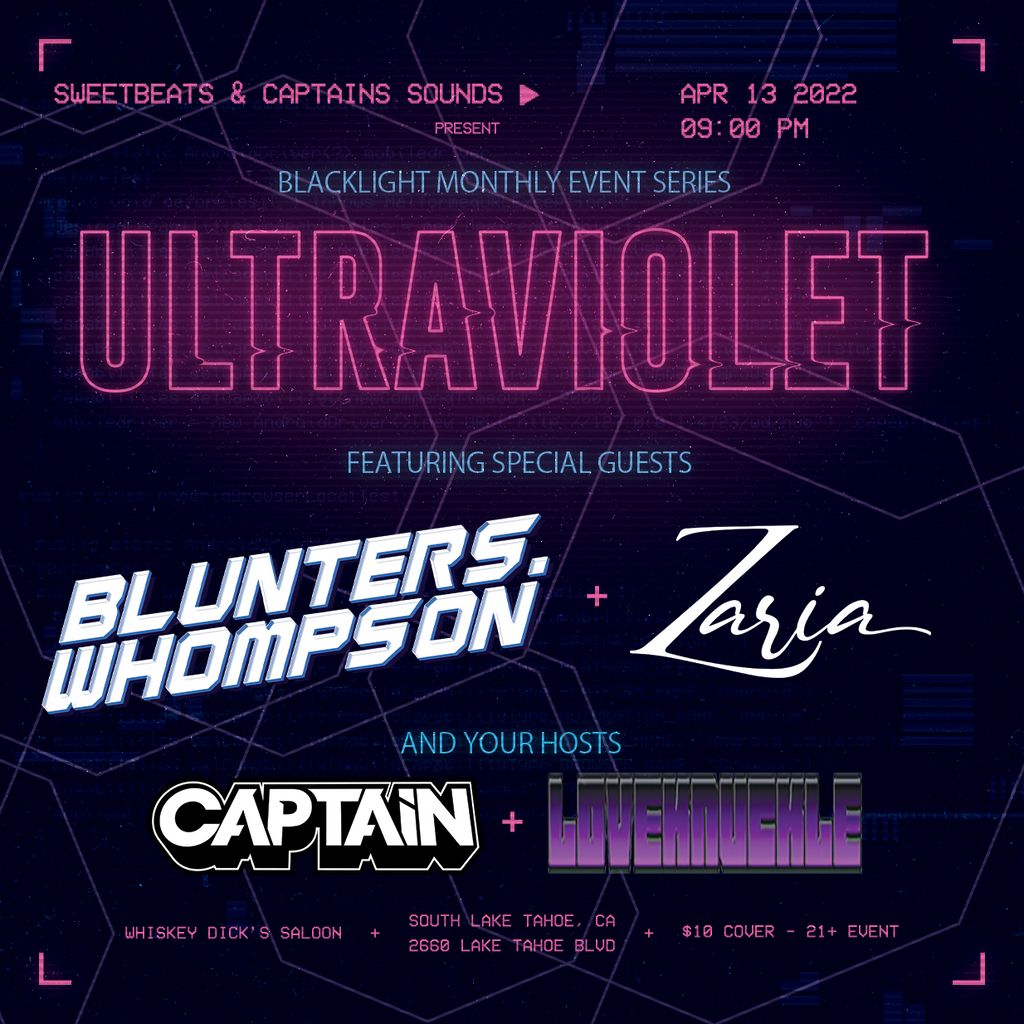 SWEETBEATS & CAPTAINS SOUNDS
PRESENT
APR 13 2022
09:00 PM
BLACKLIGHT MONTHLY EVENT SERIES
ULTRAVIOLET
FEATURING SPECIAL GUESTS
BLUNTERS.
WHOMPSON
+
Zaria
AND YOUR HOSTS
CAPTAiN + LOVEKNUCKLE
WHISKEY DICK'S SALOON +
SOUTH LAKE TAHOE, CA
2660 LAKE TAHOE BLVD
+ $10 COVER - 21+ EVENT